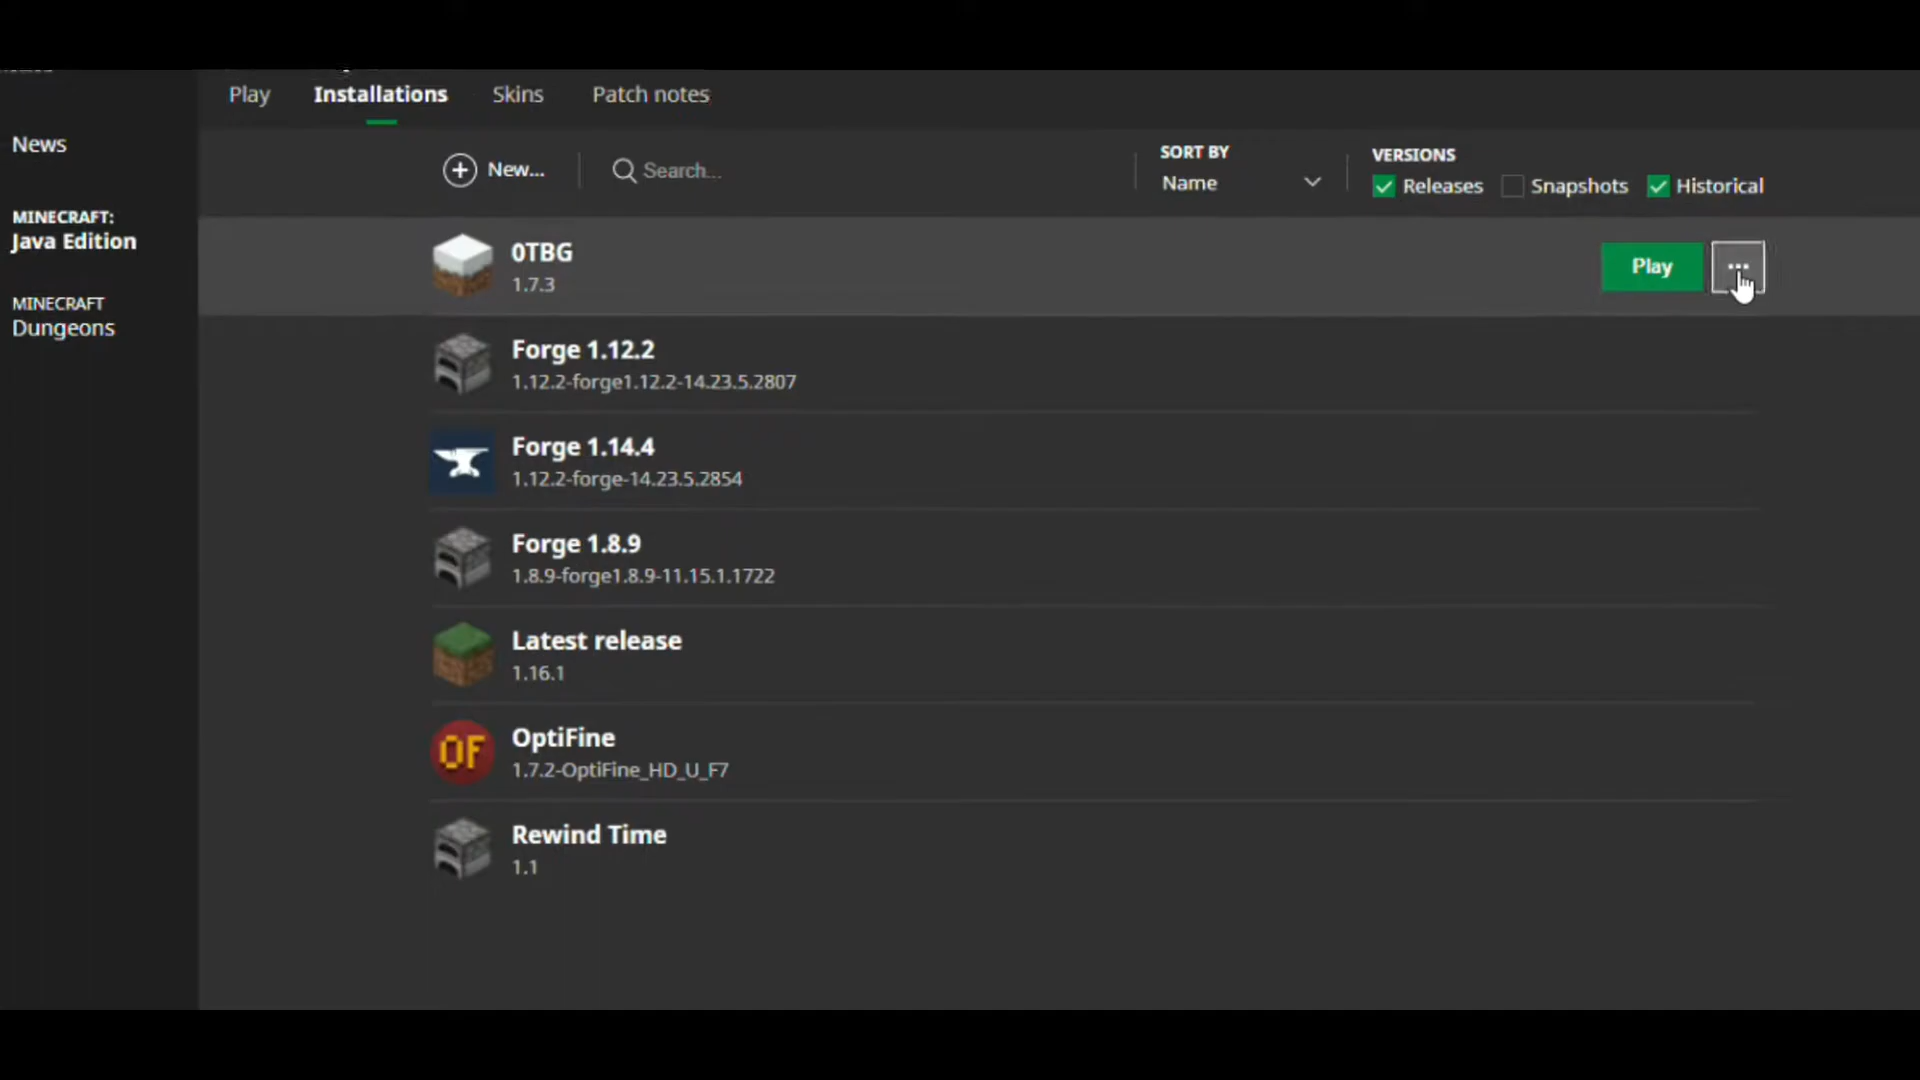 Play Installations Skins Patch notes
News
MINECRAFT:
Java Edition
MINECRAFT
Dungeons
New... Search...
SORT BY
Name
VERSIONS
Releases Snapshots Historical
0TBG
1.7.3
Play
Forge 1.12.2
1.12.2-forge1.12.2-14.23.5.2807
Forge 1.14.4
1.12.2-forge-14.23.5.2854
Forge 1.8.9
1.8.9-forge1.8.9-11.15.1.1722
Latest release
1.16.1
OF
OptiFine
1.7.2-OptiFine_HD_U_F7
Rewind Time
1.1